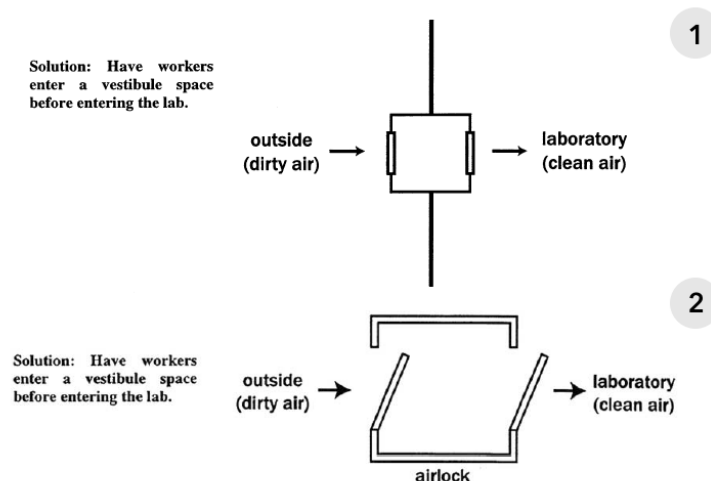 1
Solution: Have workers
enter a vestibule space
before entering the lab.
outside
(dirty air)
laboratory
(clean air)
2
Solution: Have workers
enter a vestibule space
before entering the lab.
outside
(dirty air)
laboratory
(clean air)
airlock